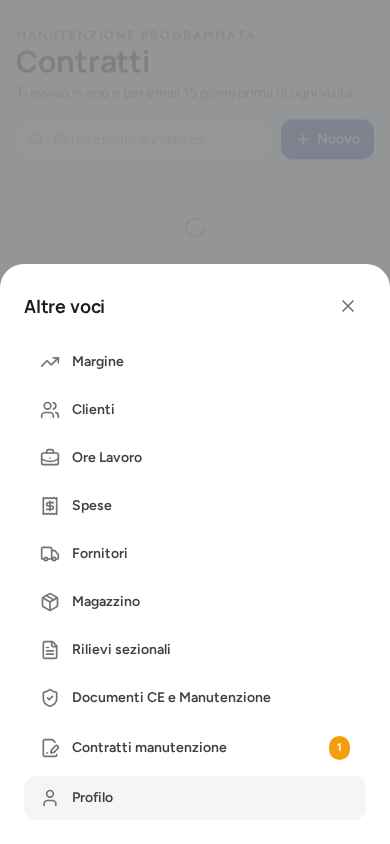 MANUTENZIONE PROGRAMMATA
Contratti
Nuovo
Altre voci
Margine
Clienti
Ore Lavoro
Spese
Fornitori
Magazzino
Rilievi sezionali
Documenti CE e Manutenzione
Contratti manutenzione
1
Profilo